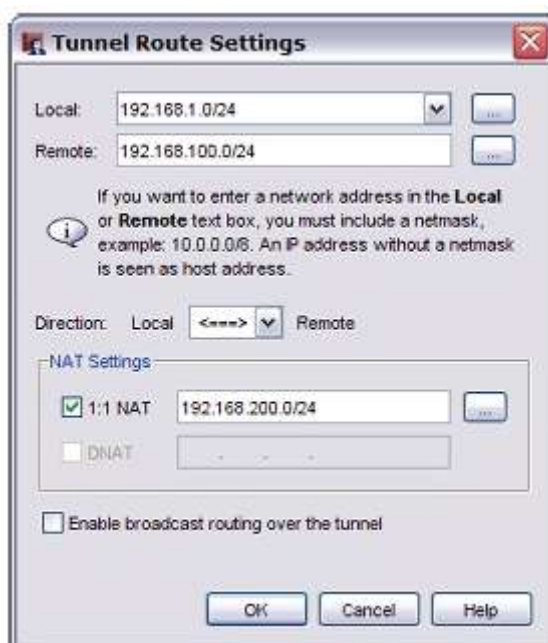 Tunnel Route Settings
Local: 192.168.1.0/24 ...
Remote: 192.168.100.0/24 ...
If you want to enter a network address in the Local
or Remote text box, you must include a netmask,
example: 10.0.0.0/8. An IP address without a netmask
is seen as host address.
Direction: Local <===> Remote
NAT Settings
1:1 NAT 192.168.200.0/24 ...
DNAT . . .
Enable broadcast routing over the tunnel
OK Cancel Help